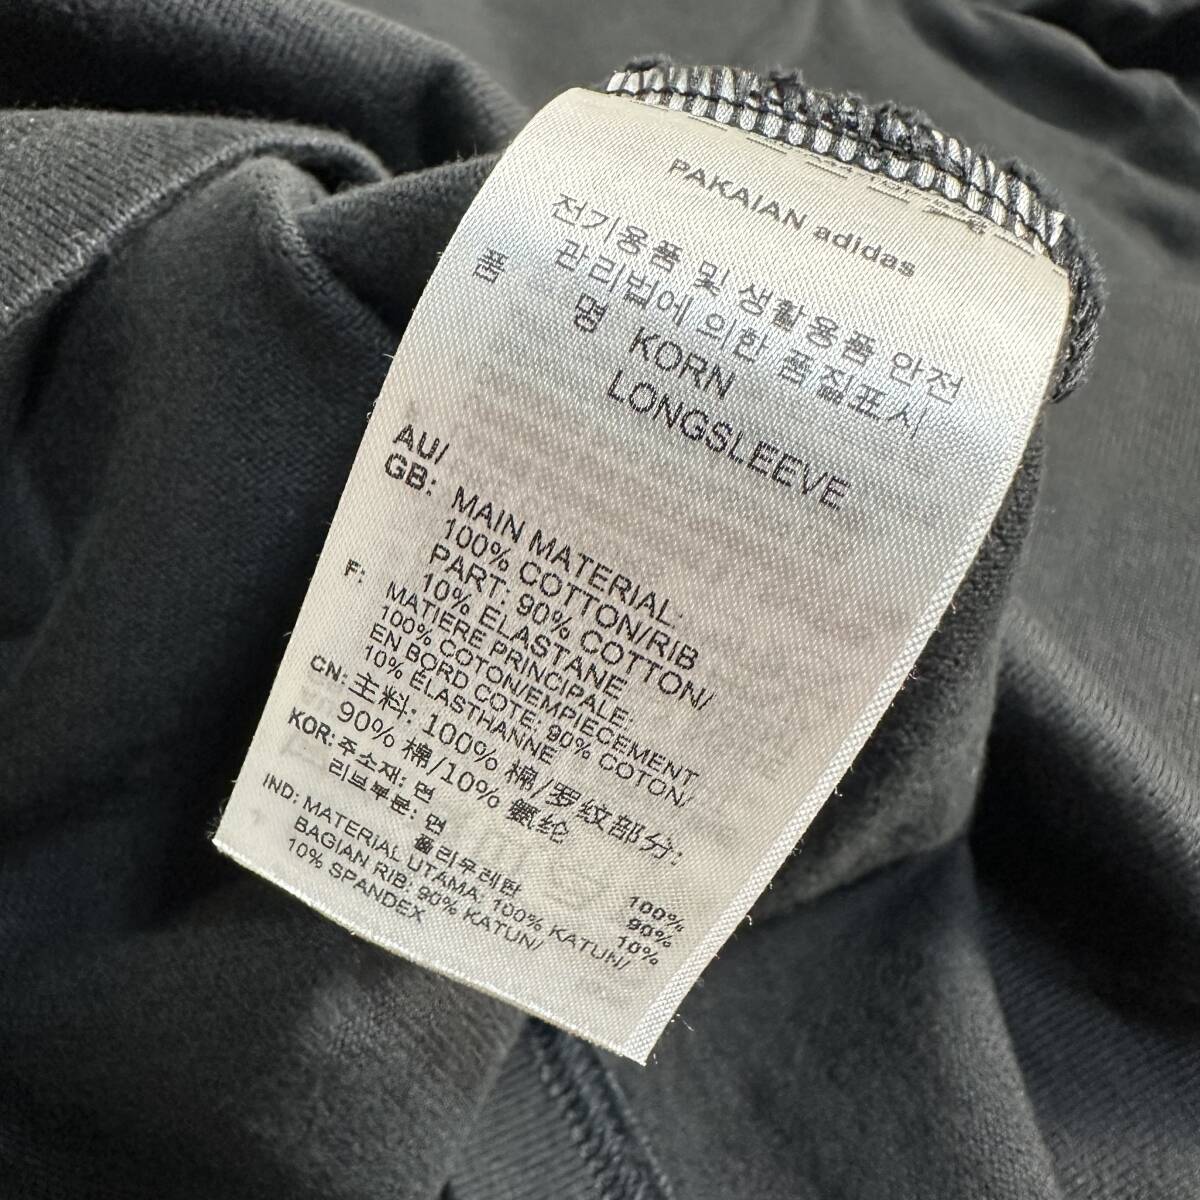 PAKAIAN adidas
전기용품 및 생활용품 안전
관리법에 의한 품질표시
품 명 KORN
LONGSLEEVE
AU/
GB: MAIN MATERIAL:
100% COTTON/RIB
PART: 90% COTTON/
10% ELASTANE
F: MATIERE PRINCIPALE:
100% COTON/EMPIECEMENT
EN BORD COTE: 90% COTON/
10% ÉLASTHANNE
CN: 主料: 100% 棉/罗纹部分:
90% 棉/10% 氨纶
KOR: 주소재: 면 100%
리브부분: 면 90%
폴리우레탄 10%
IND: MATERIAL UTAMA: 100% KATUN/
BAGIAN RIB: 90% KATUN/
10% SPANDEX